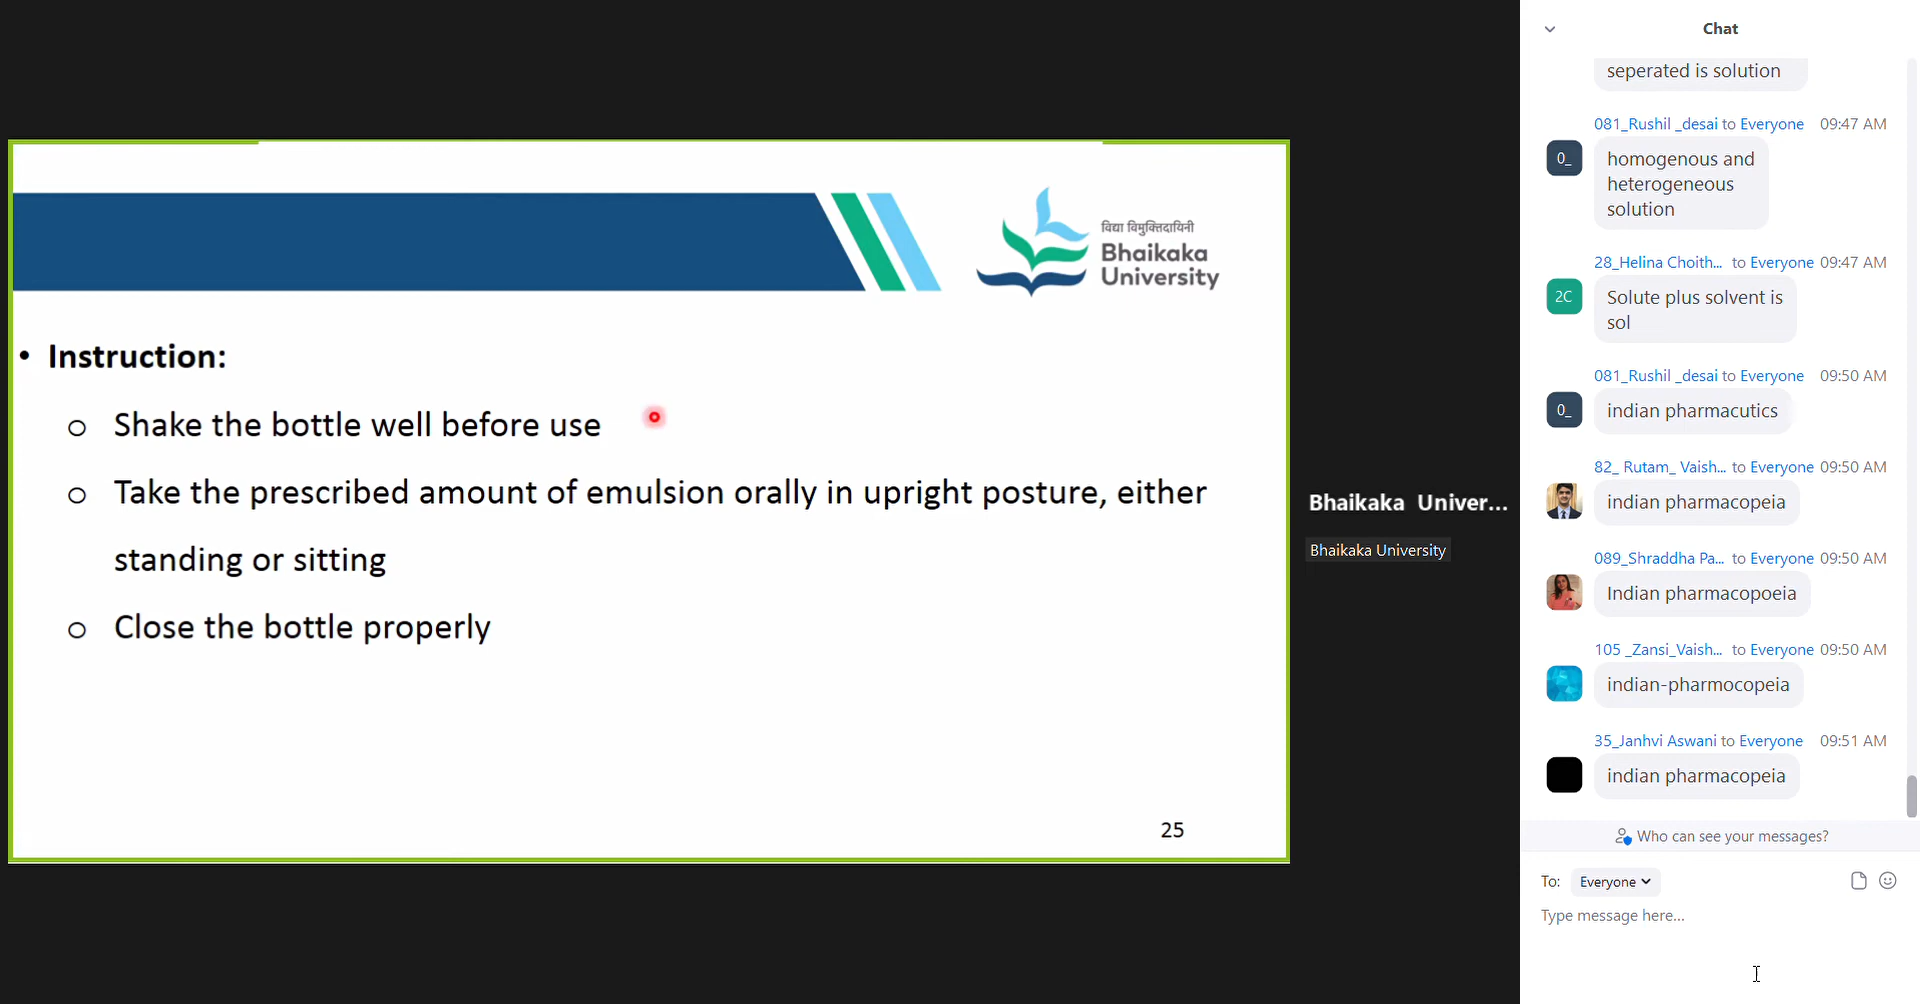 विद्या विमुक्तिदायिनी
Bhaikaka
University
• Instruction:
o Shake the bottle well before use
o Take the prescribed amount of emulsion orally in upright posture, either
standing or sitting
o Close the bottle properly
25
Bhaikaka Univer...
Bhaikaka University
Chat
seperated is solution
081_Rushil _desai to Everyone 09:47 AM
0_
homogenous and
heterogeneous
solution
28_Helina Choith... to Everyone 09:47 AM
2C
Solute plus solvent is
sol
081_Rushil _desai to Everyone 09:50 AM
0_
indian pharmacutics
82_ Rutam_ Vaish... to Everyone 09:50 AM
indian pharmacopeia
089_Shraddha Pa... to Everyone 09:50 AM
Indian pharmacopoeia
105 _Zansi_Vaish... to Everyone 09:50 AM
indian-pharmocopeia
35_Janhvi Aswani to Everyone 09:51 AM
indian pharmacopeia
Who can see your messages?
To: Everyone
Type message here...